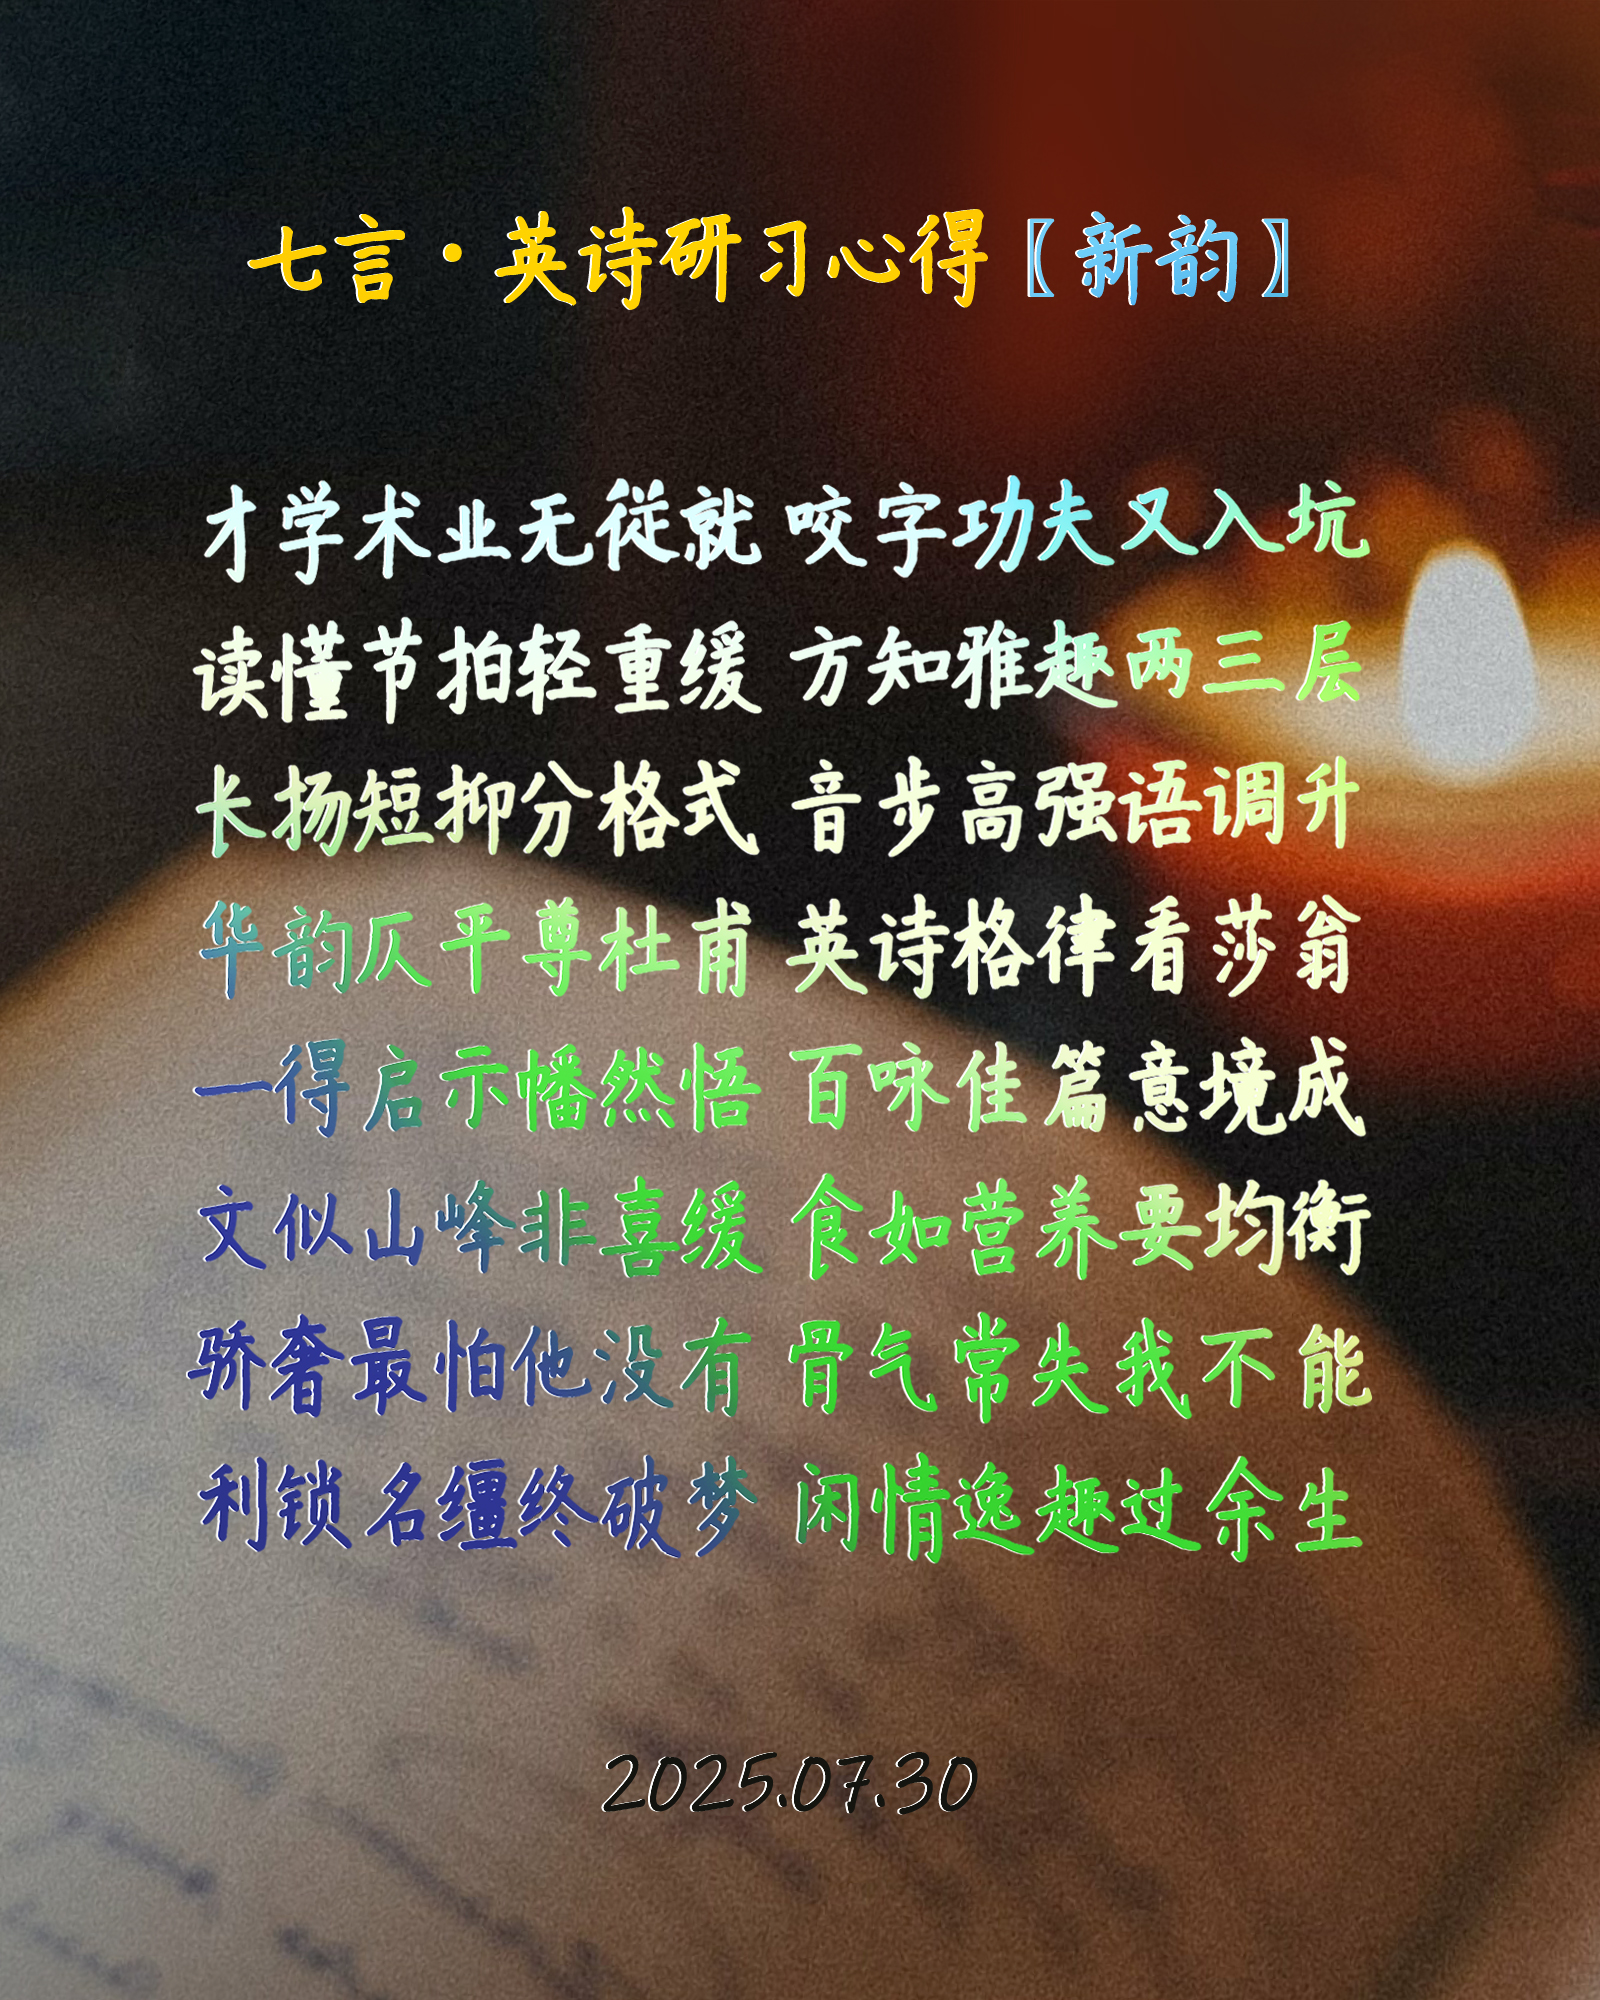 七言·英诗研习心得〖新韵〗
才学术业无从就 咬字功夫又入坑
读懂节拍轻重缓 方知雅趣两三层
长扬短抑分格式 音步高强语调升
华韵仄平尊杜甫 英诗格律看莎翁
一得启示幡然悟 百咏佳篇意境成
文似山峰非喜缓 食如营养要均衡
骄奢最怕他没有 骨气常失我不能
利锁名缰终破梦 闲情逸趣过余生
2025.07.30